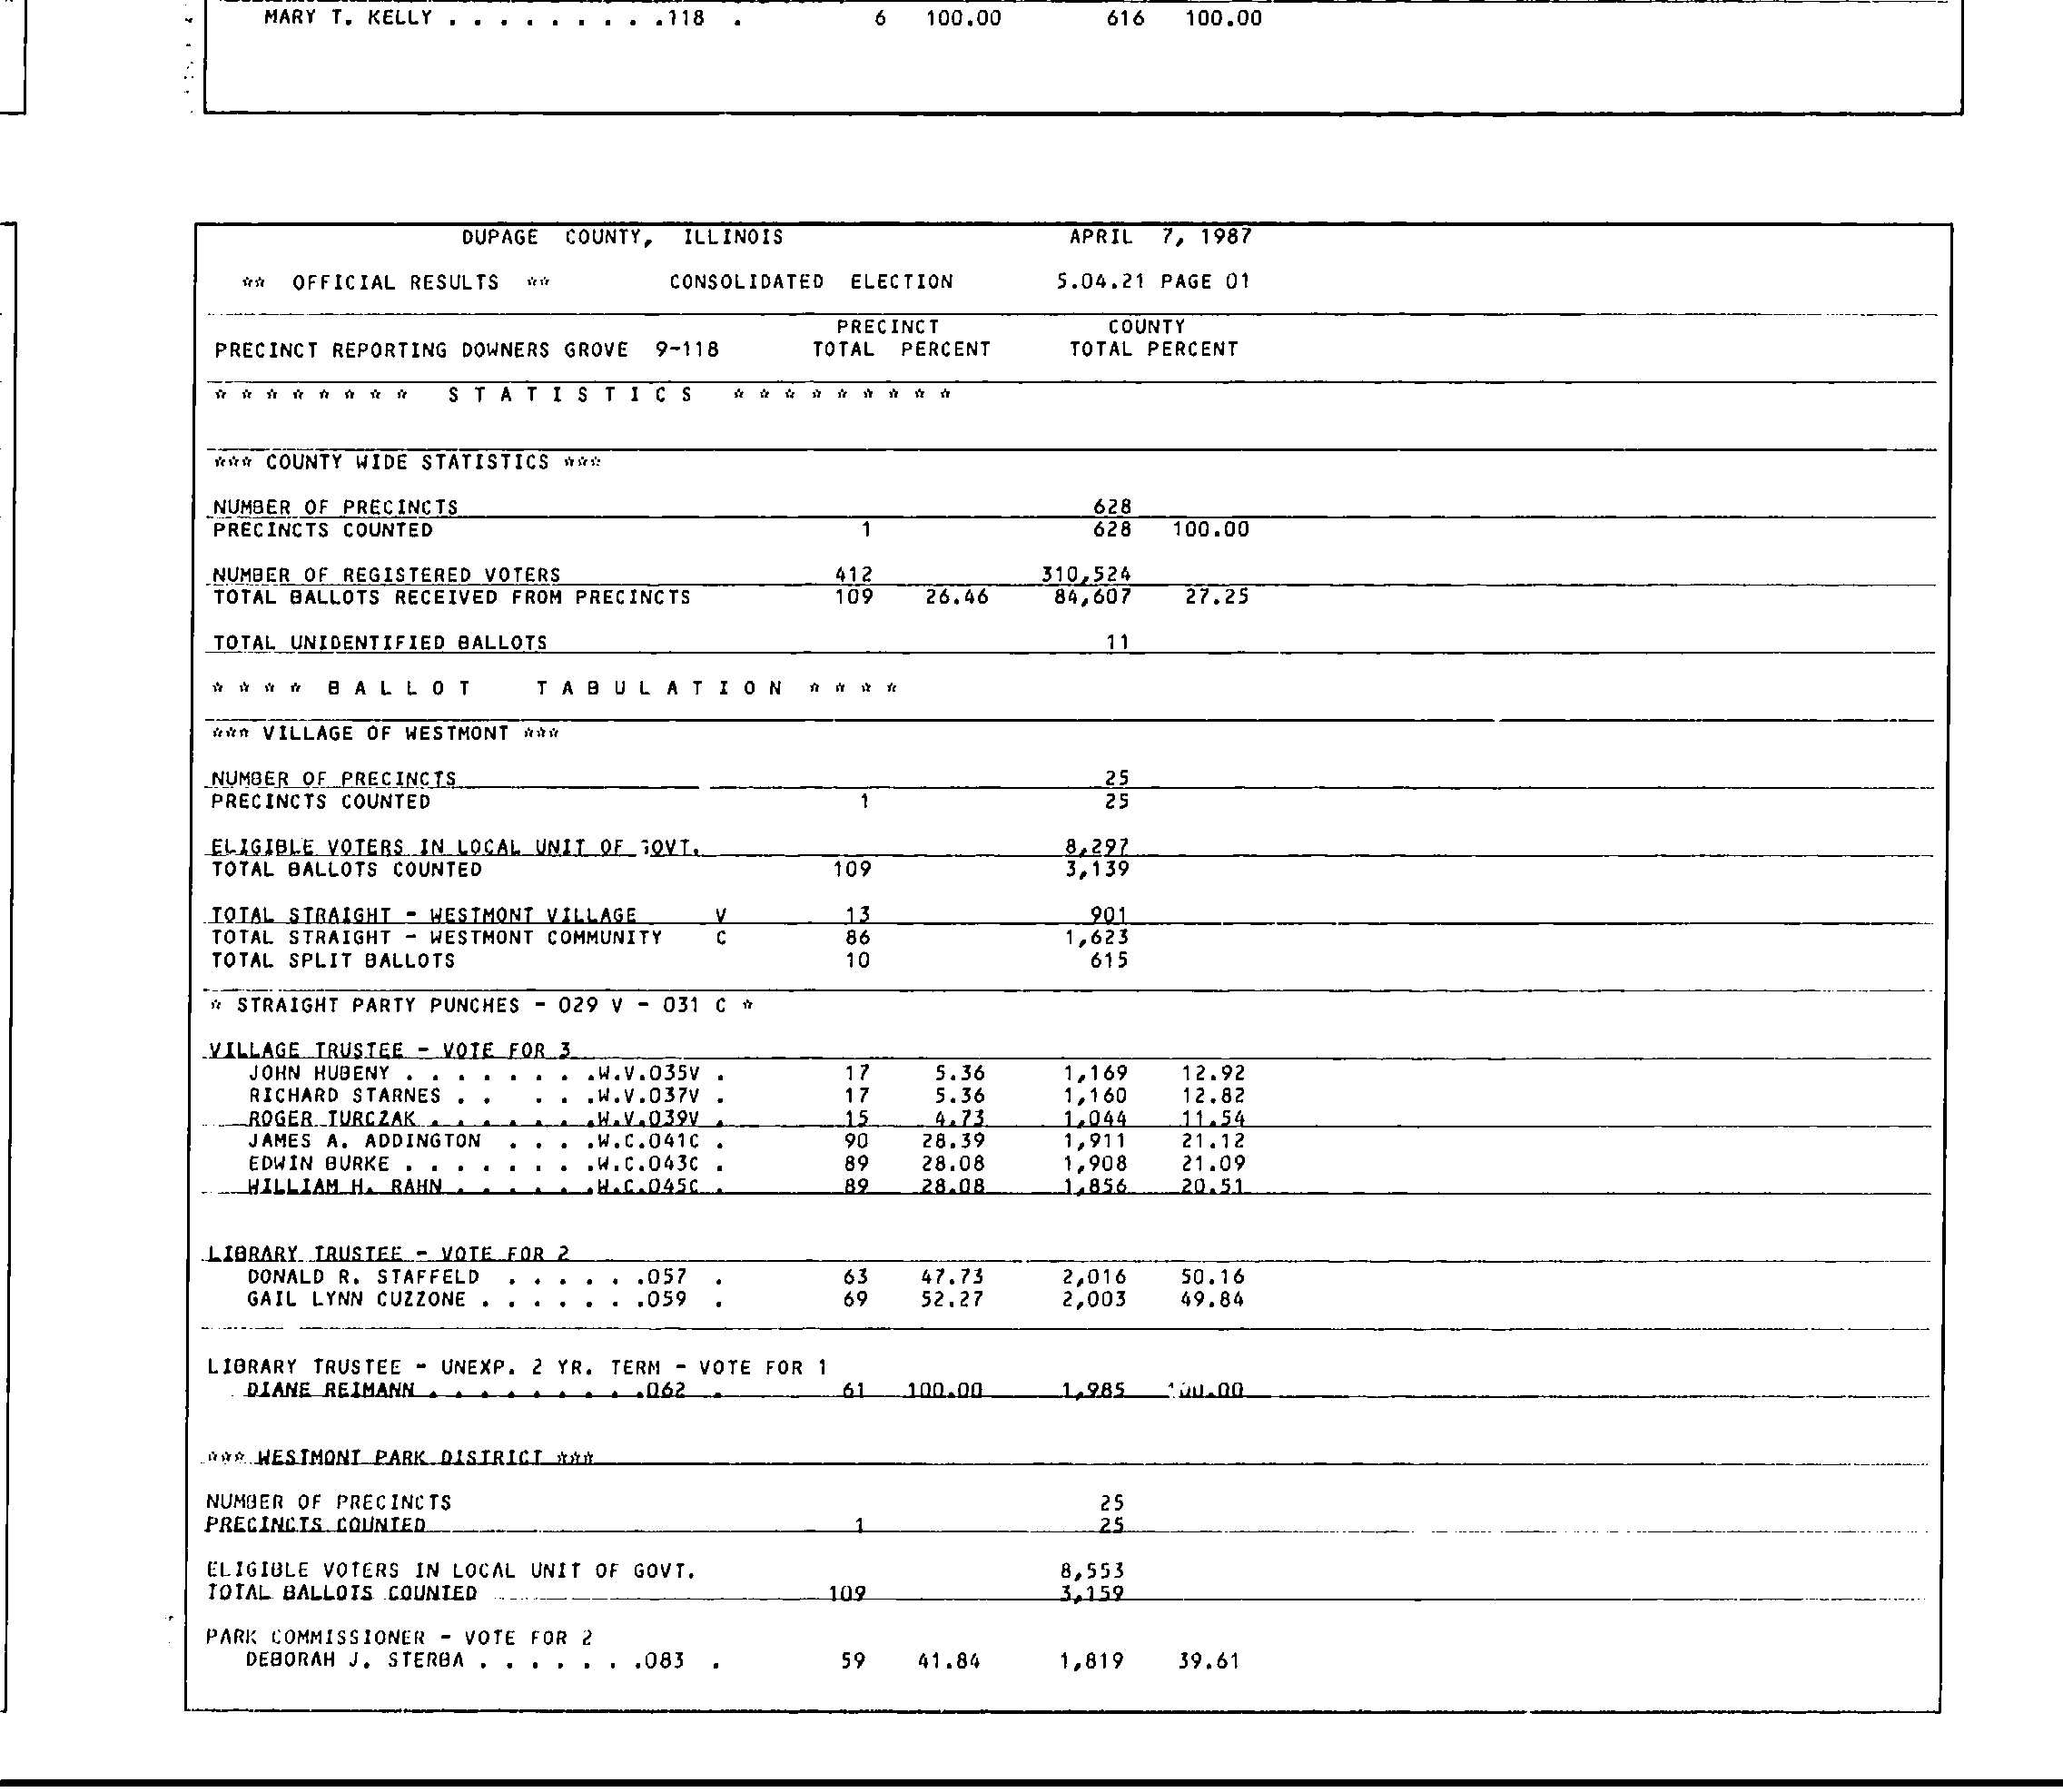 MARY T. KELLY . . . . . . . . .118 . 6 100.00 616 100.00
DUPAGE COUNTY, ILLINOIS APRIL 7, 1987
** OFFICIAL RESULTS ** CONSOLIDATED ELECTION 5.04.21 PAGE 01
PRECINCT COUNTY
PRECINCT REPORTING DOWNERS GROVE 9-118 TOTAL PERCENT TOTAL PERCENT
* * * * * * * * S T A T I S T I C S * * * * * * * * *
*** COUNTY WIDE STATISTICS ***
NUMBER OF PRECINCTS 628
PRECINCTS COUNTED 1 628 100.00
NUMBER OF REGISTERED VOTERS 412 310,524
TOTAL BALLOTS RECEIVED FROM PRECINCTS 109 26.46 84,607 27.25
TOTAL UNIDENTIFIED BALLOTS 11
* * * * B A L L O T T A B U L A T I O N * * * *
*** VILLAGE OF WESTMONT ***
NUMBER OF PRECINCTS 25
PRECINCTS COUNTED 1 25
ELIGIBLE VOTERS IN LOCAL UNIT OF GOVT. 8,297
TOTAL BALLOTS COUNTED 109 3,139
TOTAL STRAIGHT - WESTMONT VILLAGE V 13 901
TOTAL STRAIGHT - WESTMONT COMMUNITY C 86 1,623
TOTAL SPLIT BALLOTS 10 615
* STRAIGHT PARTY PUNCHES - 029 V - 031 C *
VILLAGE TRUSTEE - VOTE FOR 3
JOHN HUBENY . . . . . . . .W.V.035V . 17 5.36 1,169 12.92
RICHARD STARNES . . . . .W.V.037V . 17 5.36 1,160 12.82
ROGER TURCZAK . . . . . . .W.V.039V . 15 4.73 1,044 11.54
JAMES A. ADDINGTON . . . .W.C.041C . 90 28.39 1,911 21.12
EDWIN BURKE . . . . . . . .W.C.043C . 89 28.08 1,908 21.09
WILLIAM H. RAHN . . . . . .W.C.045C . 89 28.08 1,856 20.51
LIBRARY TRUSTEE - VOTE FOR 2
DONALD R. STAFFELD . . . . . .057 . 63 47.73 2,016 50.16
GAIL LYNN CUZZONE . . . . . . .059 . 69 52.27 2,003 49.84
LIBRARY TRUSTEE - UNEXP. 2 YR. TERM - VOTE FOR 1
DIANE REIMANN . . . . . . . . .062 . 61 100.00 1,985 100.00
*** WESTMONT PARK DISTRICT ***
NUMBER OF PRECINCTS 25
PRECINCTS COUNTED 1 25
ELIGIBLE VOTERS IN LOCAL UNIT OF GOVT. 8,553
TOTAL BALLOTS COUNTED 109 3,159
PARK COMMISSIONER - VOTE FOR 2
DEBORAH J. STERBA . . . . . . .083 . 59 41.84 1,819 39.61